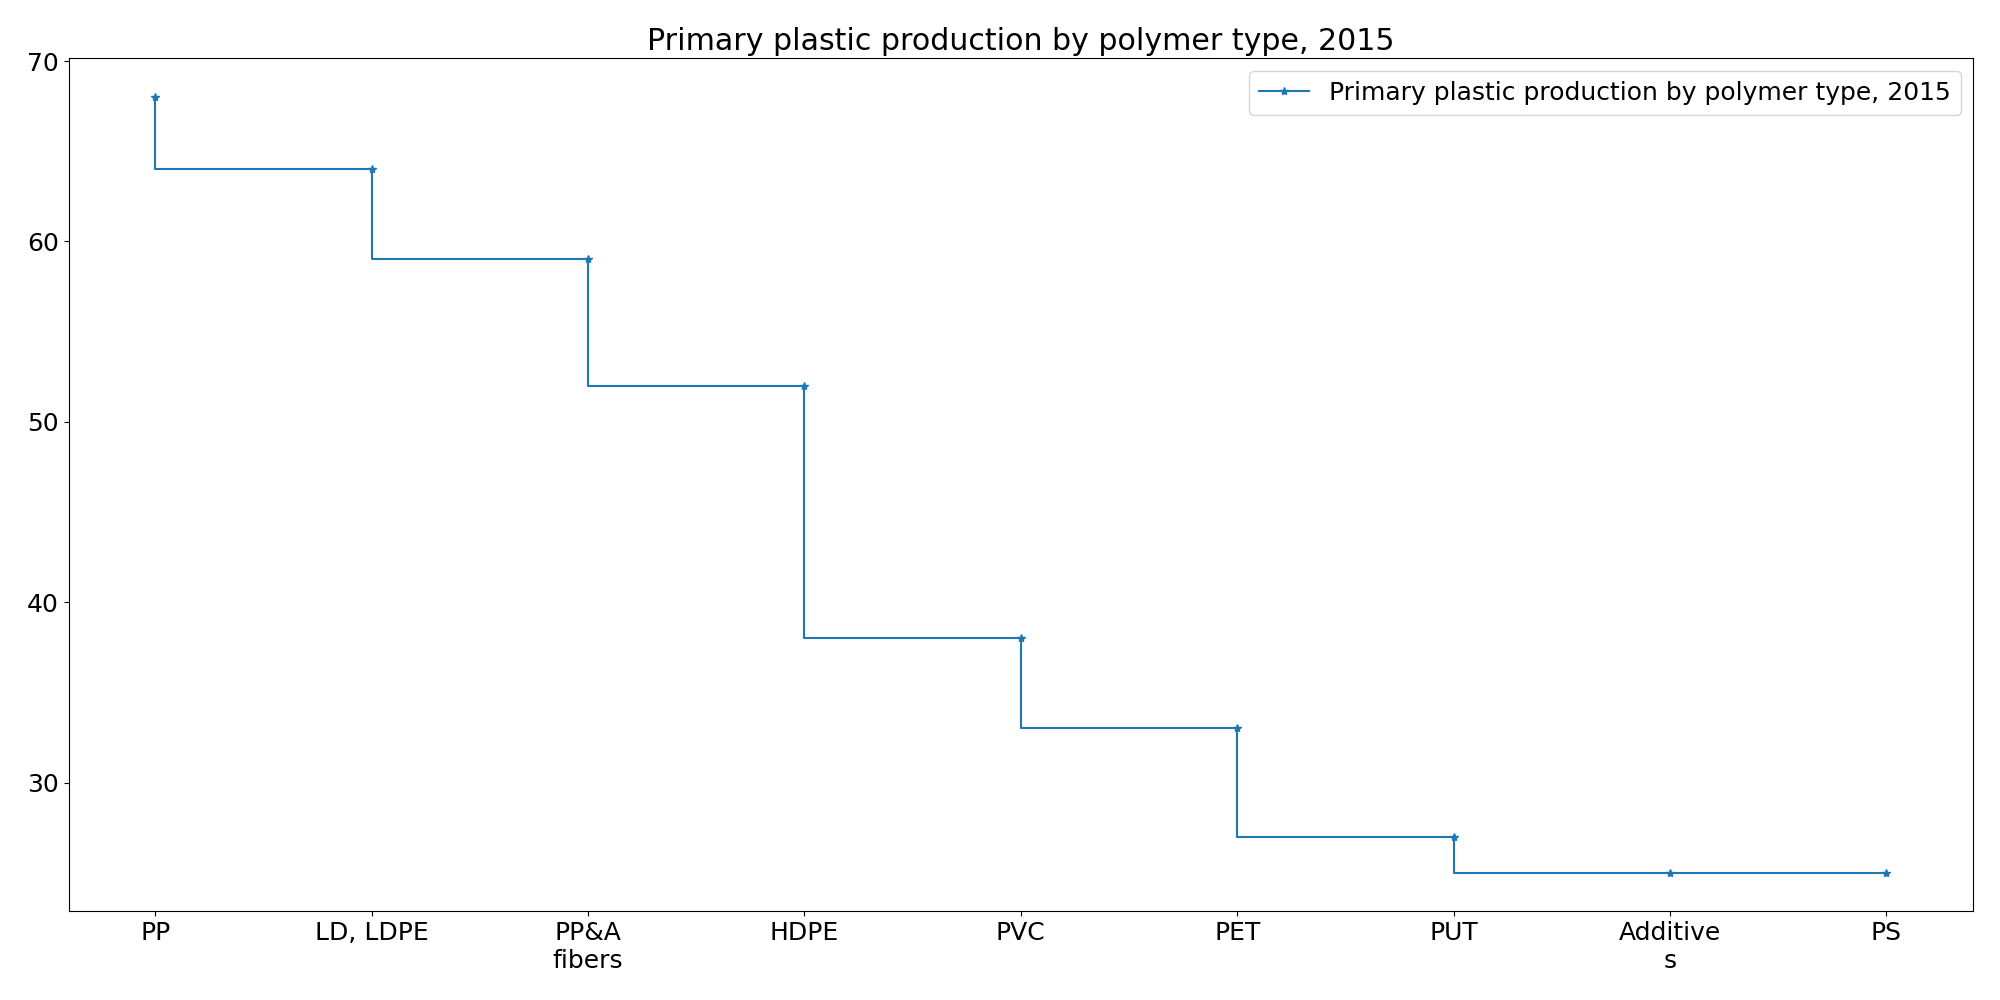 Primary plastic production by polymer type, 2015
Primary plastic production by polymer type, 2015
70
60
50
40
30
PP
LD, LDPE
PP&A
fibers
HDPE
PVC
PET
PUT
Additive
s
PS